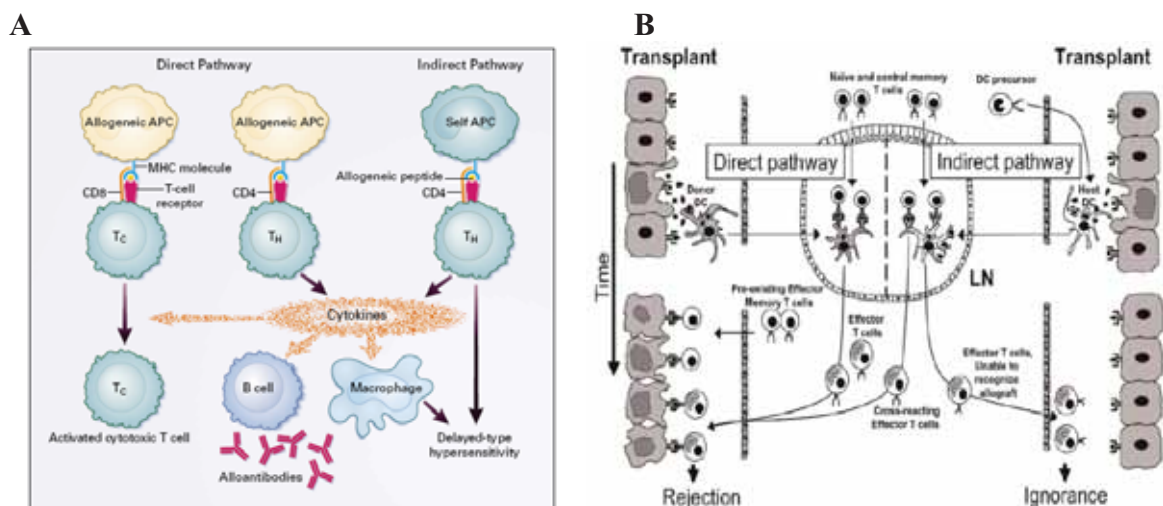 A
Direct Pathway
Indirect Pathway
Allogeneic APC
Allogeneic APC
Self APC
MHC molecule
Allogeneic peptide
CD8
T-cell
receptor
CD4
CD4
TC
TH
TH
Cytokines
TC
B cell
Macrophage
Activated cytotoxic T cell
Delayed-type
hypersensitivity
Alloantibodies
B
Transplant
Transplant
Naïve and control memory
T cells
DC precursor
Direct pathway
Indirect pathway
Donor
DC
Host
DC
Time
LN
Pre-existing Effector
Memory T cells
Effector
T cells
Effector T cells,
Unable to
recognize
allograft
Cross-reacting
Effector T cells
Rejection
Ignorance